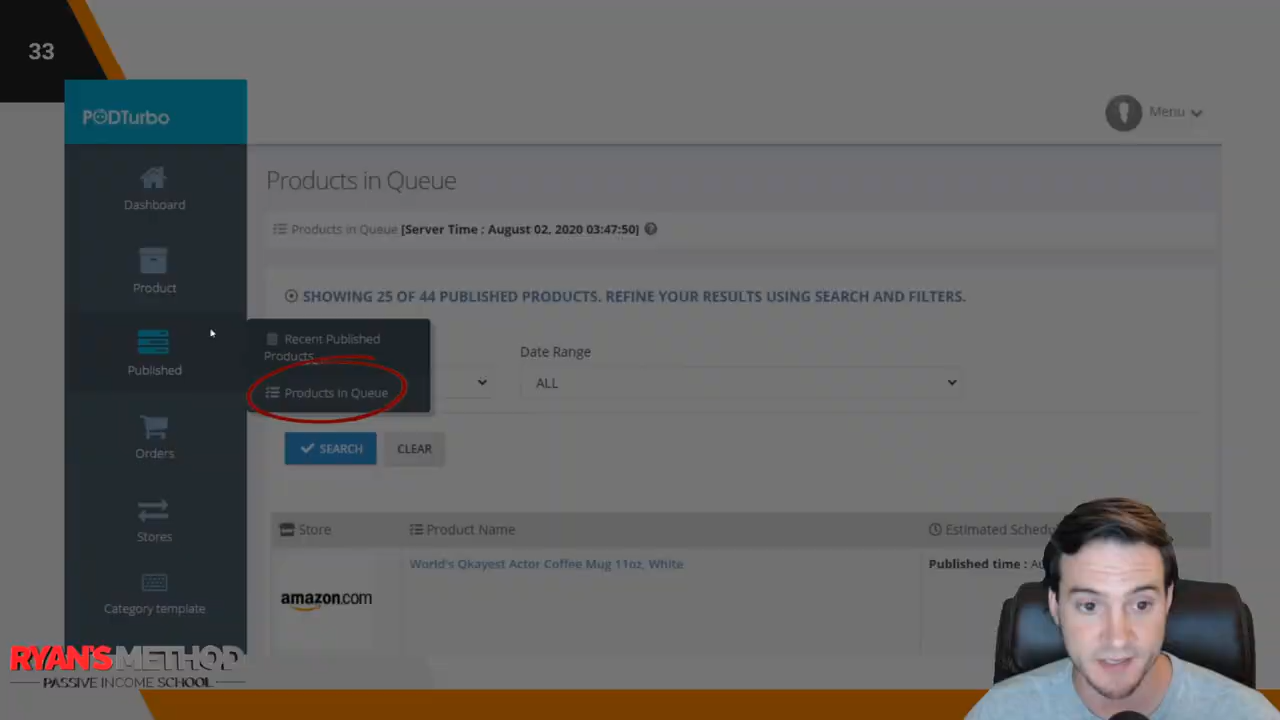 33
PODTurbo
Menu
Dashboard
Product
Published
Orders
Stores
Category template
Products in Queue
Products in Queue [Server Time : August 02, 2020 03:47:50]
SHOWING 25 OF 44 PUBLISHED PRODUCTS. REFINE YOUR RESULTS USING SEARCH AND FILTERS.
Recent Published
Products
Products in Queue
Date Range
ALL
SEARCH
CLEAR
Store
Product Name
Estimated Schedu
World's Qkayest Actor Coffee Mug 11oz, White
Published time : Au
amazon.com
RYAN'S METHOD
PASSIVE INCOME SCHOOL